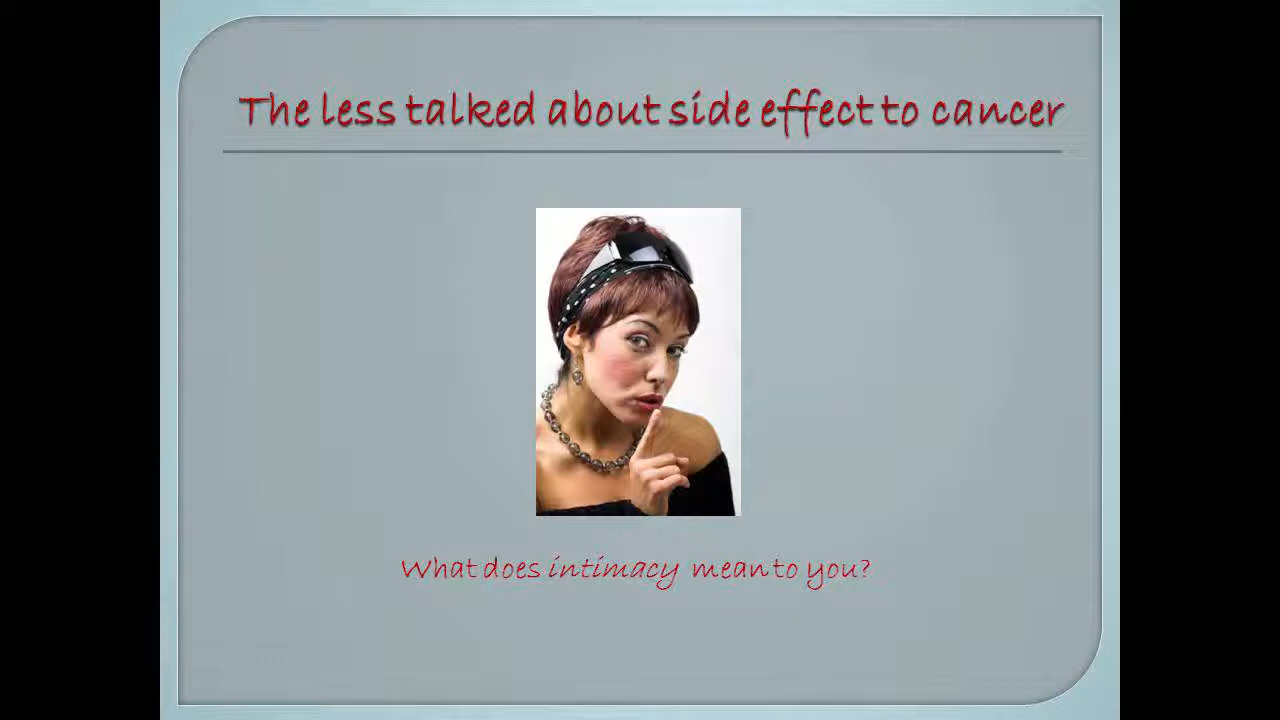 The less talked about side effect to cancer
What does intimacy mean to you?